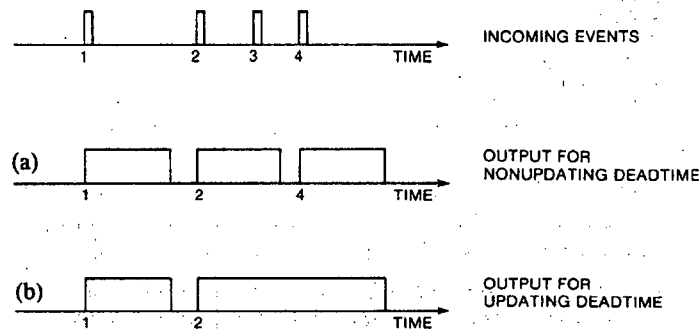 INCOMING EVENTS
1 2 3 4 TIME
(a)
OUTPUT FOR
NONUPDATING DEADTIME
1 2 4 TIME
(b)
OUTPUT FOR
UPDATING DEADTIME
1 2 TIME